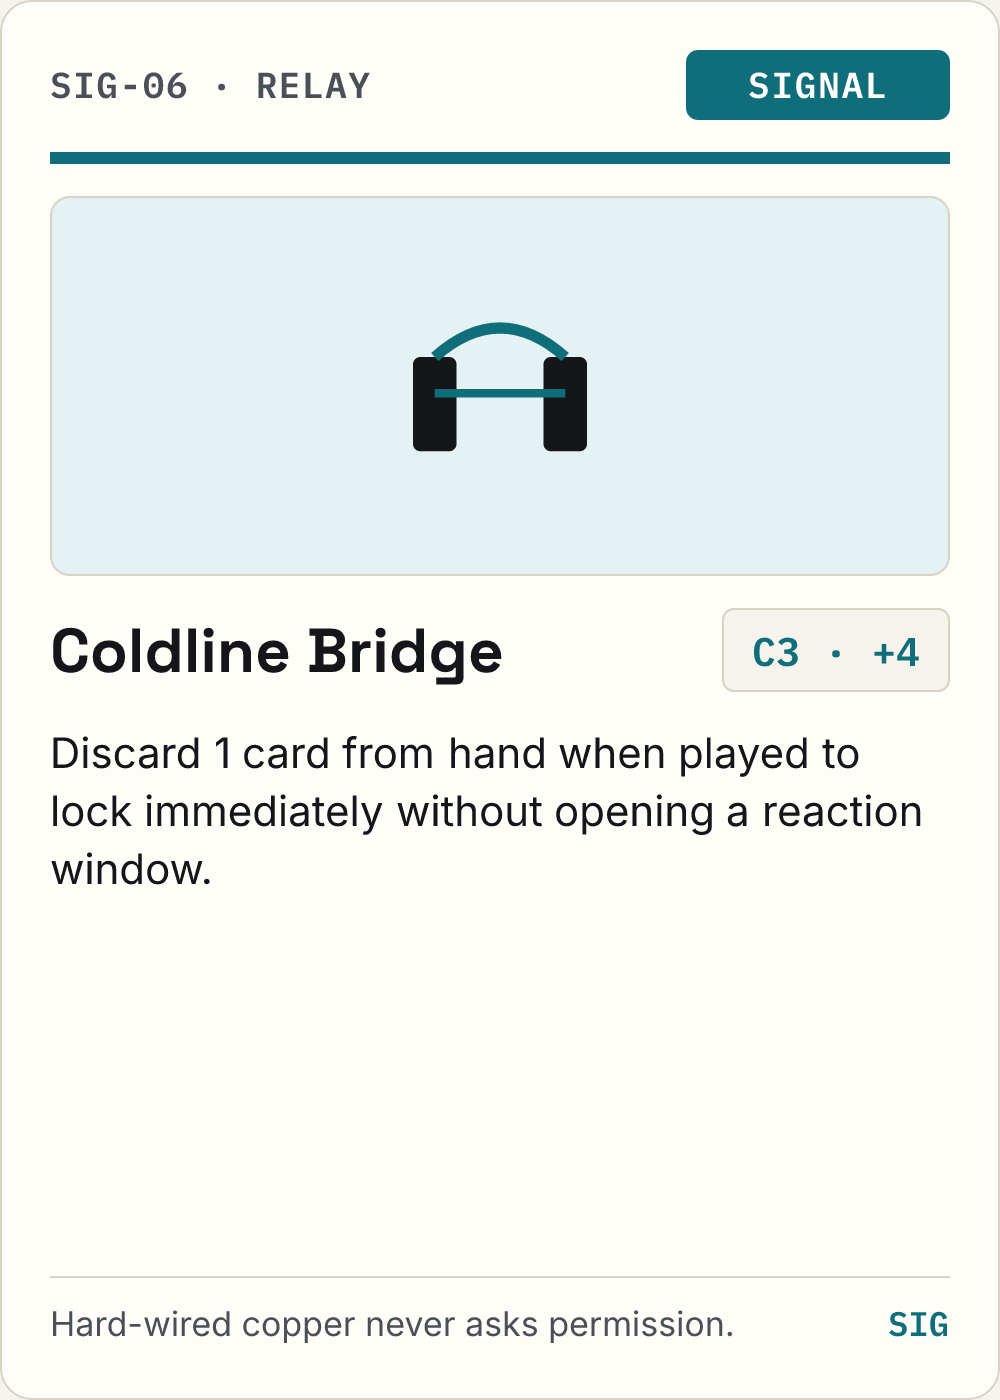 SIG-06 · RELAY
SIGNAL
Coldline Bridge
C3 · +4
Discard 1 card from hand when played to
lock immediately without opening a reaction
window.
Hard-wired copper never asks permission.
SIG